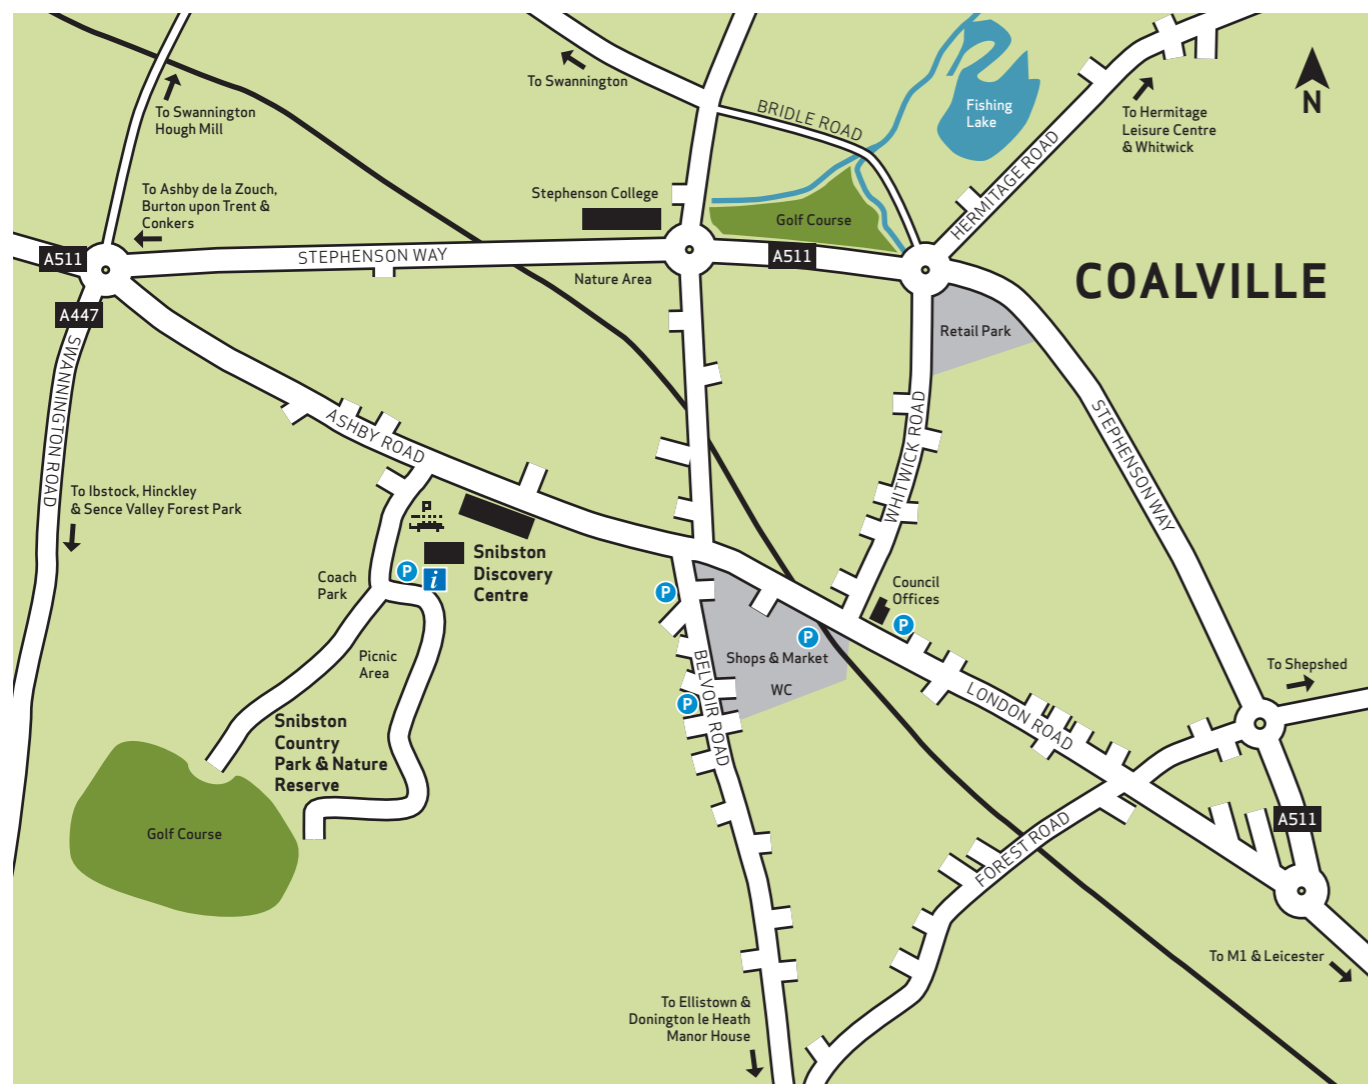 To Swannington
BRIDLE ROAD
Fishing
Lake
N
To Swannington
Hough Mill
To Hermitage
Leisure Centre
& Whitwick
HERMITAGE ROAD
To Ashby de la Zouch,
Burton upon Trent &
Conkers
Stephenson College
Golf Course
A511
STEPHENSON WAY
A511
Nature Area
COALVILLE
A447
Retail Park
SWANNINGTON ROAD
ASHBY ROAD
WHITWICK ROAD
STEPHENSON WAY
To Ibstock, Hinckley
& Sence Valley Forest Park
Snibston
Discovery
Centre
P
i
Coach
Park
P
Council
Offices
P
P
Shops & Market
WC
Picnic
Area
BELVOIR ROAD
P
LONDON ROAD
To Shepshed
Snibston
Country
Park & Nature
Reserve
Golf Course
FOREST ROAD
A511
To M1 & Leicester
To Ellistown &
Donington le Heath
Manor House